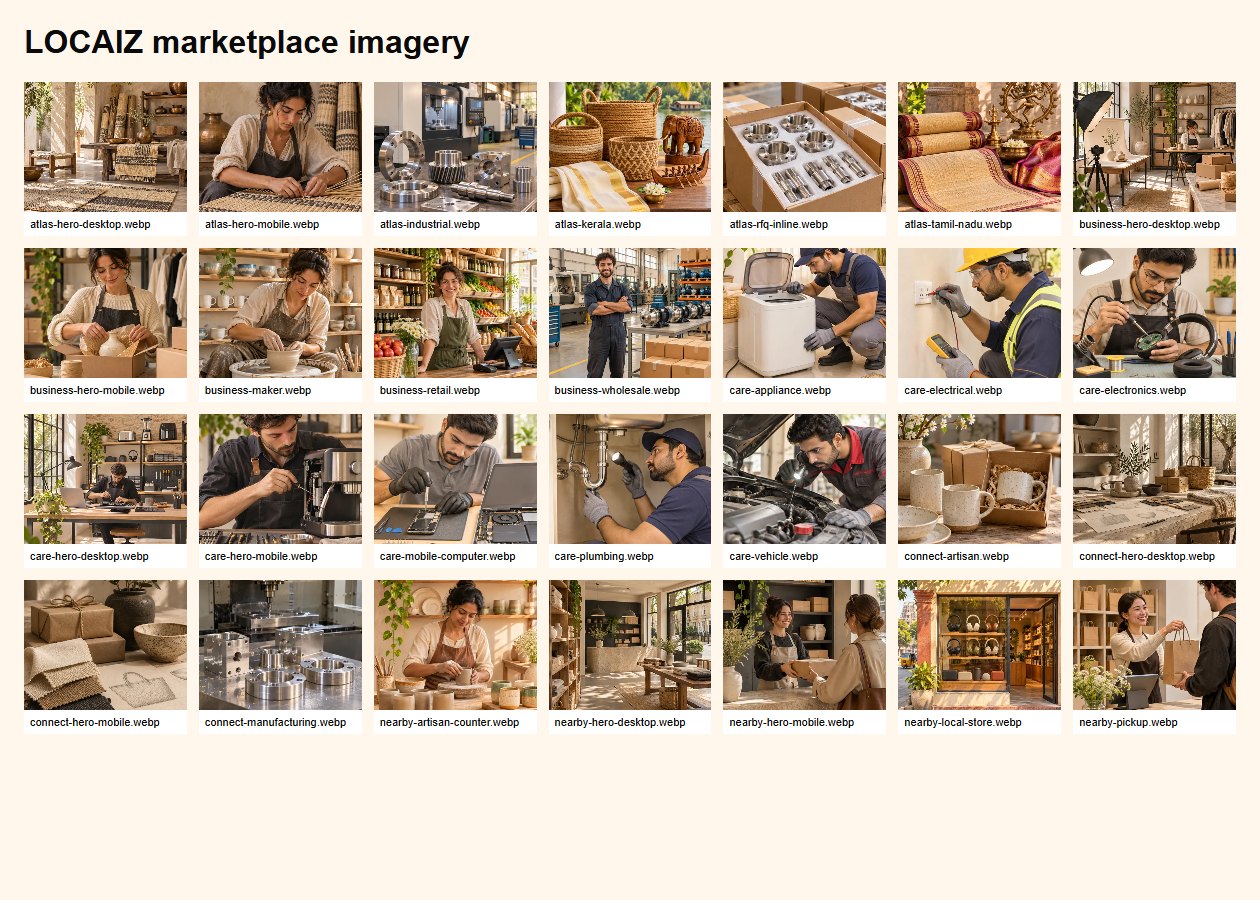 LOCAIZ marketplace imagery
atlas-hero-desktop.webp
atlas-hero-mobile.webp
atlas-industrial.webp
atlas-kerala.webp
atlas-rfq-inline.webp
atlas-tamil-nadu.webp
business-hero-desktop.webp
business-hero-mobile.webp
business-maker.webp
business-retail.webp
business-wholesale.webp
care-appliance.webp
care-electrical.webp
care-electronics.webp
care-hero-desktop.webp
care-hero-mobile.webp
care-mobile-computer.webp
care-plumbing.webp
care-vehicle.webp
connect-artisan.webp
connect-hero-desktop.webp
connect-hero-mobile.webp
connect-manufacturing.webp
nearby-artisan-counter.webp
nearby-hero-desktop.webp
nearby-hero-mobile.webp
nearby-local-store.webp
nearby-pickup.webp